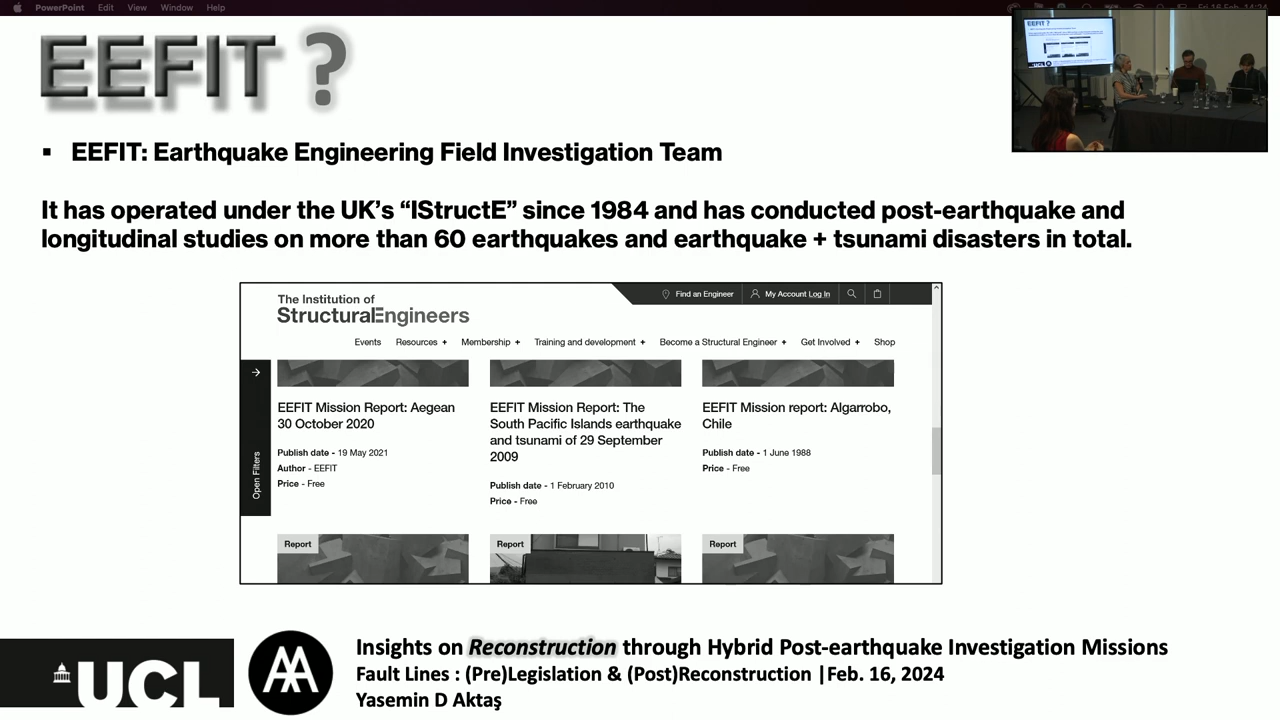 PowerPoint Edit View Window Help
EEFIT ?
▪ EEFIT: Earthquake Engineering Field Investigation Team
It has operated under the UK’s “IStructE” since 1984 and has conducted post-earthquake and
longitudinal studies on more than 60 earthquakes and earthquake + tsunami disasters in total.
The Institution of
StructuralEngineers
Find an Engineer My Account Log In
Events Resources + Membership + Training and development + Become a Structural Engineer + Get Involved + Shop
Open Filters
EEFIT Mission Report: Aegean
30 October 2020
Publish date - 19 May 2021
Author - EEFIT
Price - Free
EEFIT Mission Report: The
South Pacific Islands earthquake
and tsunami of 29 September
2009
Publish date - 1 February 2010
Price - Free
EEFIT Mission report: Algarrobo,
Chile
Publish date - 1 June 1988
Price - Free
Report Report Report
UCL
AA
Insights on Reconstruction through Hybrid Post-earthquake Investigation Missions
Fault Lines : (Pre)Legislation & (Post)Reconstruction |Feb. 16, 2024
Yasemin D Aktaş